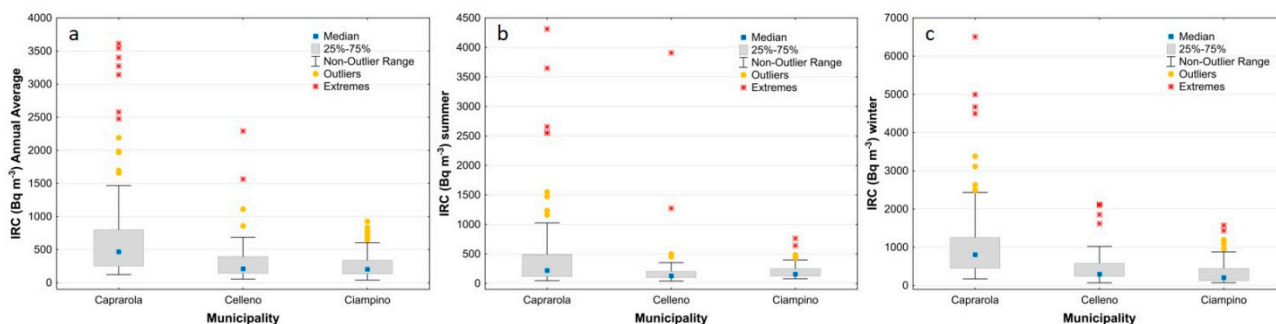 a
IRC (Bq m⁻³) Annual Average
4000
3500
3000
2500
2000
1500
1000
500
0
Median
25%-75%
Non-Outlier Range
Outliers
Extremes
Caprarola
Celleno
Ciampino
Municipality
b
IRC (Bq m⁻³) summer
4500
4000
3500
3000
2500
2000
1500
1000
500
0
Median
25%-75%
Non-Outlier Range
Outliers
Extremes
Caprarola
Celleno
Ciampino
Municipality
c
IRC (Bq m⁻³) winter
7000
6000
5000
4000
3000
2000
1000
0
Median
25%-75%
Non-Outlier Range
Outliers
Extremes
Caprarola
Celleno
Ciampino
Municipality